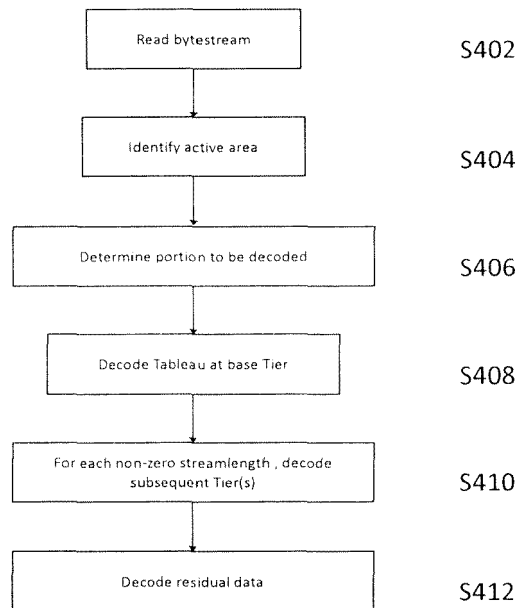 Read bytestream
S402
Identify active area
S404
Determine portion to be decoded
S406
Decode Tableau at base Tier
S408
For each non-zero streamlength , decode
subsequent Tier(s)
S410
Decode residual data
S412